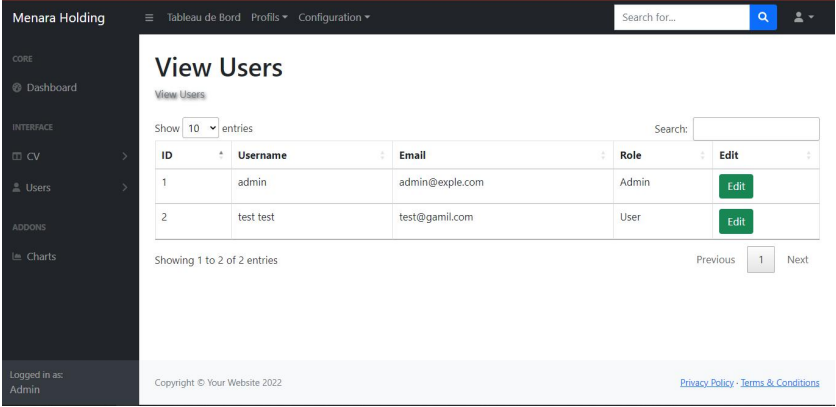 Menara Holding Tableau de Bord Profils Configuration Search for...
CORE
Dashboard
INTERFACE
CV
Users
ADDONS
Charts
Logged in as:
Admin
View Users
View Users
Show 10 entries Search:
ID Username Email Role Edit
1 admin admin@exple.com Admin Edit
2 test test test@gamil.com User Edit
Showing 1 to 2 of 2 entries Previous 1 Next
Copyright © Your Website 2022 Privacy Policy · Terms & Conditions